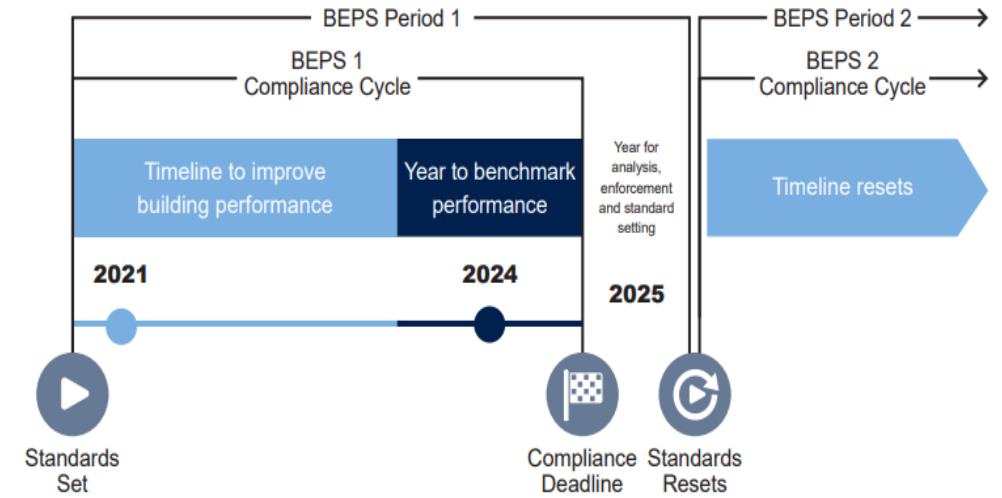 BEPS Period 1
BEPS Period 2
BEPS 1
Compliance Cycle
BEPS 2
Compliance Cycle
Timeline to improve
building performance
Year to benchmark
performance
Year for
analysis,
enforcement
and standard
setting
Timeline resets
2021
2024
2025
Standards
Set
Compliance
Deadline
Standards
Resets